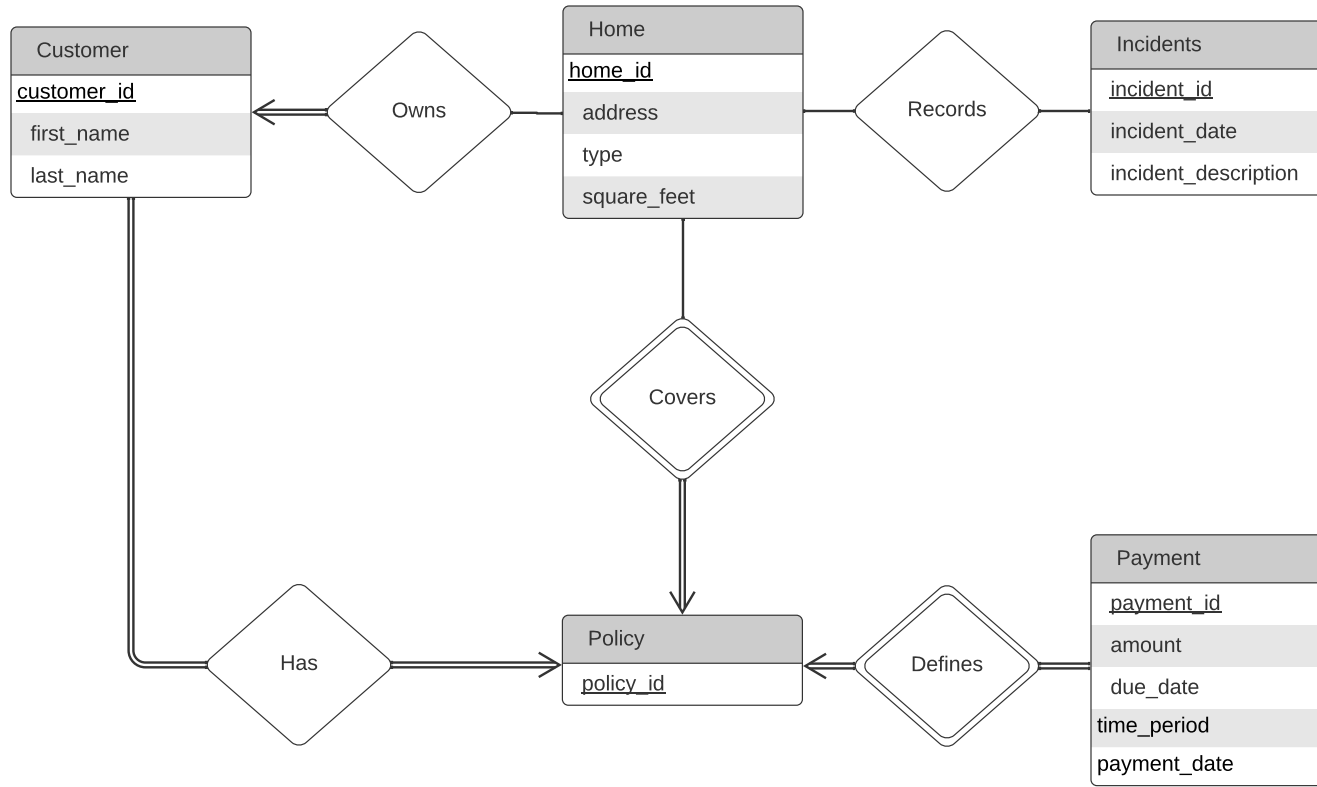 Customer
customer_id
first_name
last_name
Owns
Home
home_id
address
type
square_feet
Records
Incidents
incident_id
incident_date
incident_description
Covers
Has
Policy
policy_id
Defines
Payment
payment_id
amount
due_date
time_period
payment_date